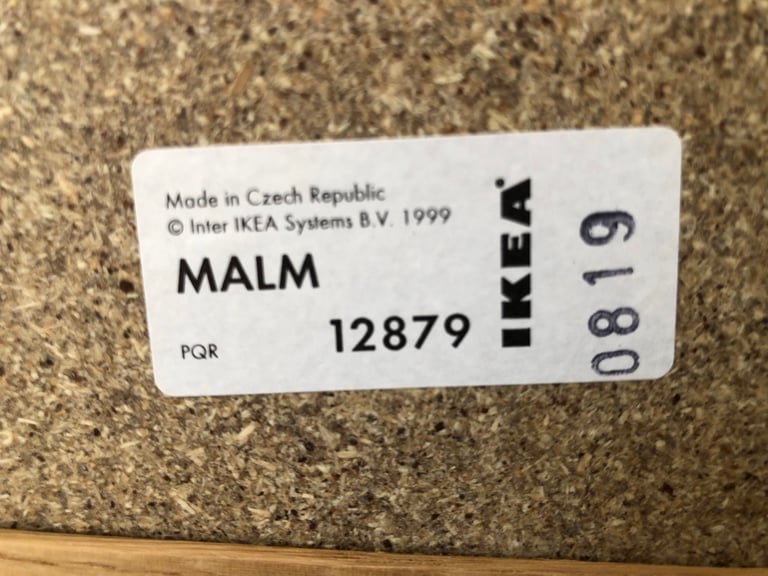 Made in Czech Republic
© Inter IKEA Systems B.V. 1999
MALM
PQR
12879
IKEA
0819